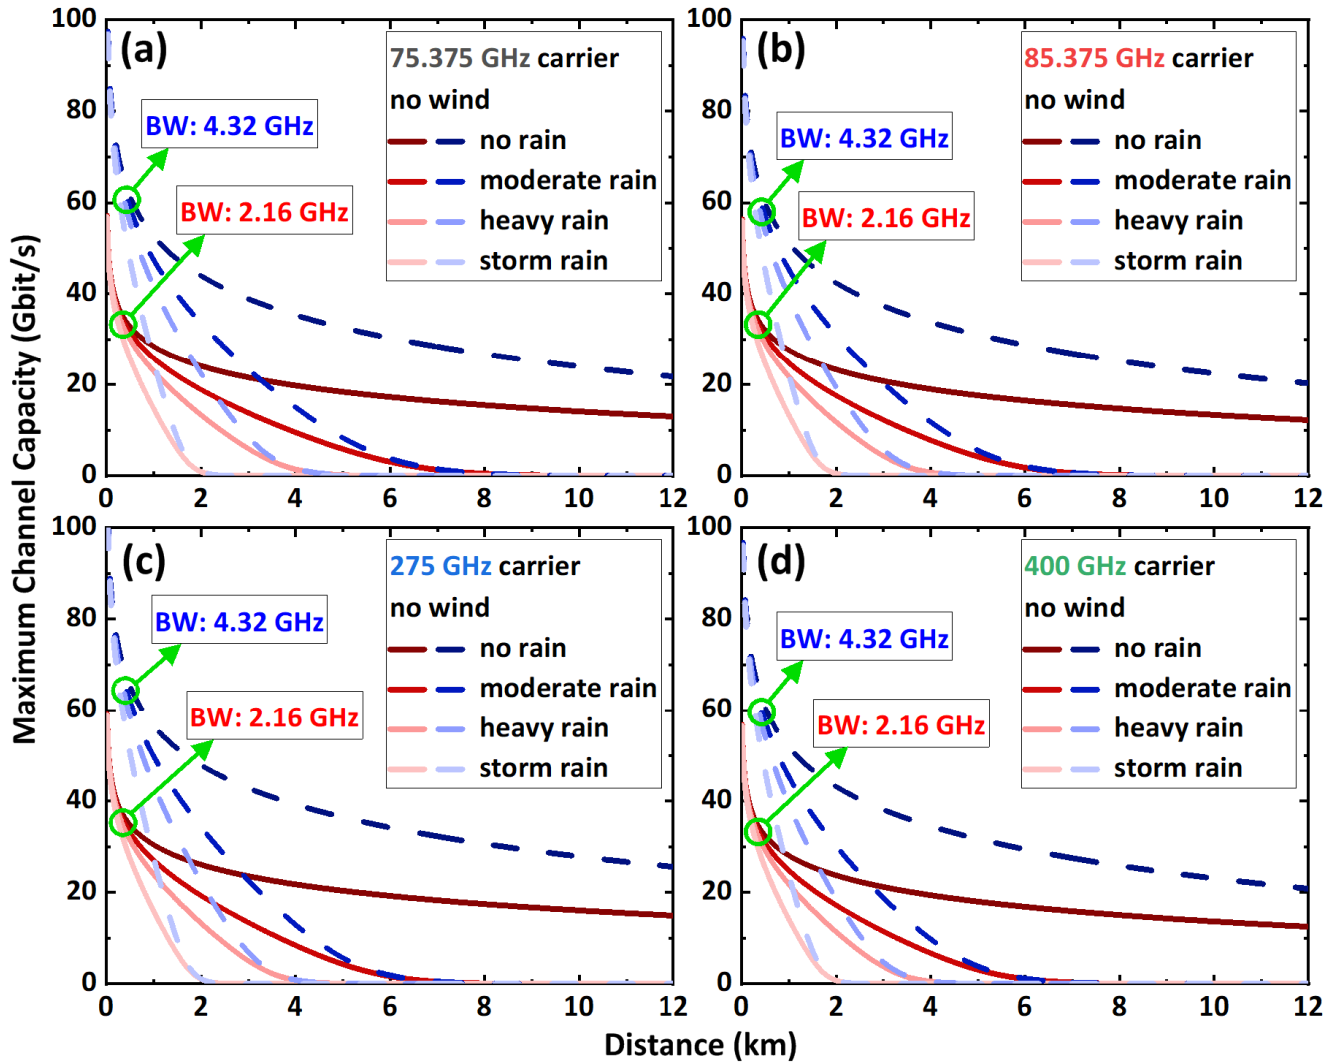 Maximum Channel Capacity (Gbit/s)
(a)
75.375 GHz carrier
no wind
no rain
moderate rain
heavy rain
storm rain
BW: 4.32 GHz
BW: 2.16 GHz
100
80
60
40
20
0
0 2 4 6 8 10 12
(b)
85.375 GHz carrier
no wind
no rain
moderate rain
heavy rain
storm rain
BW: 4.32 GHz
BW: 2.16 GHz
100
80
60
40
20
0
0 2 4 6 8 10 12
(c)
275 GHz carrier
no wind
no rain
moderate rain
heavy rain
storm rain
BW: 4.32 GHz
BW: 2.16 GHz
100
80
60
40
20
0
0 2 4 6 8 10 12
(d)
400 GHz carrier
no wind
no rain
moderate rain
heavy rain
storm rain
BW: 4.32 GHz
BW: 2.16 GHz
100
80
60
40
20
0
0 2 4 6 8 10 12
Distance (km)